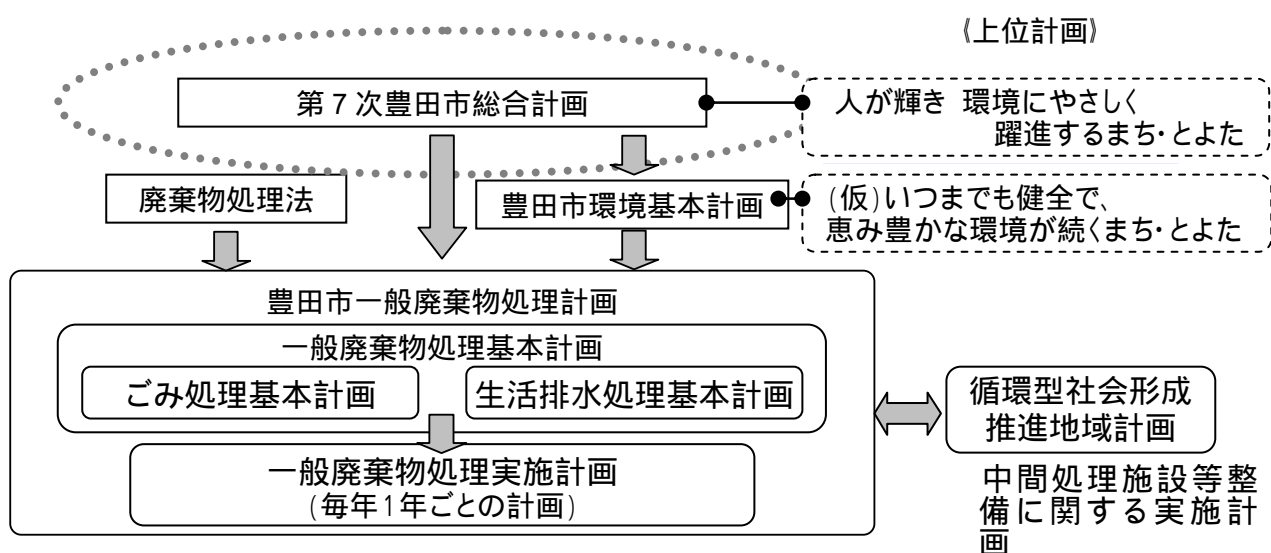 《上位計画》
第7次豊田市総合計画
人が輝き 環境にやさしく
躍進するまち・とよた
廃棄物処理法
豊田市環境基本計画
(仮)いつまでも健全で、
恵み豊かな環境が続くまち・とよた
豊田市一般廃棄物処理計画
一般廃棄物処理基本計画
ごみ処理基本計画
生活排水処理基本計画
循環型社会形成
推進地域計画
一般廃棄物処理実施計画
(毎年1年ごとの計画)
中間処理施設等整
備に関する実施計
画